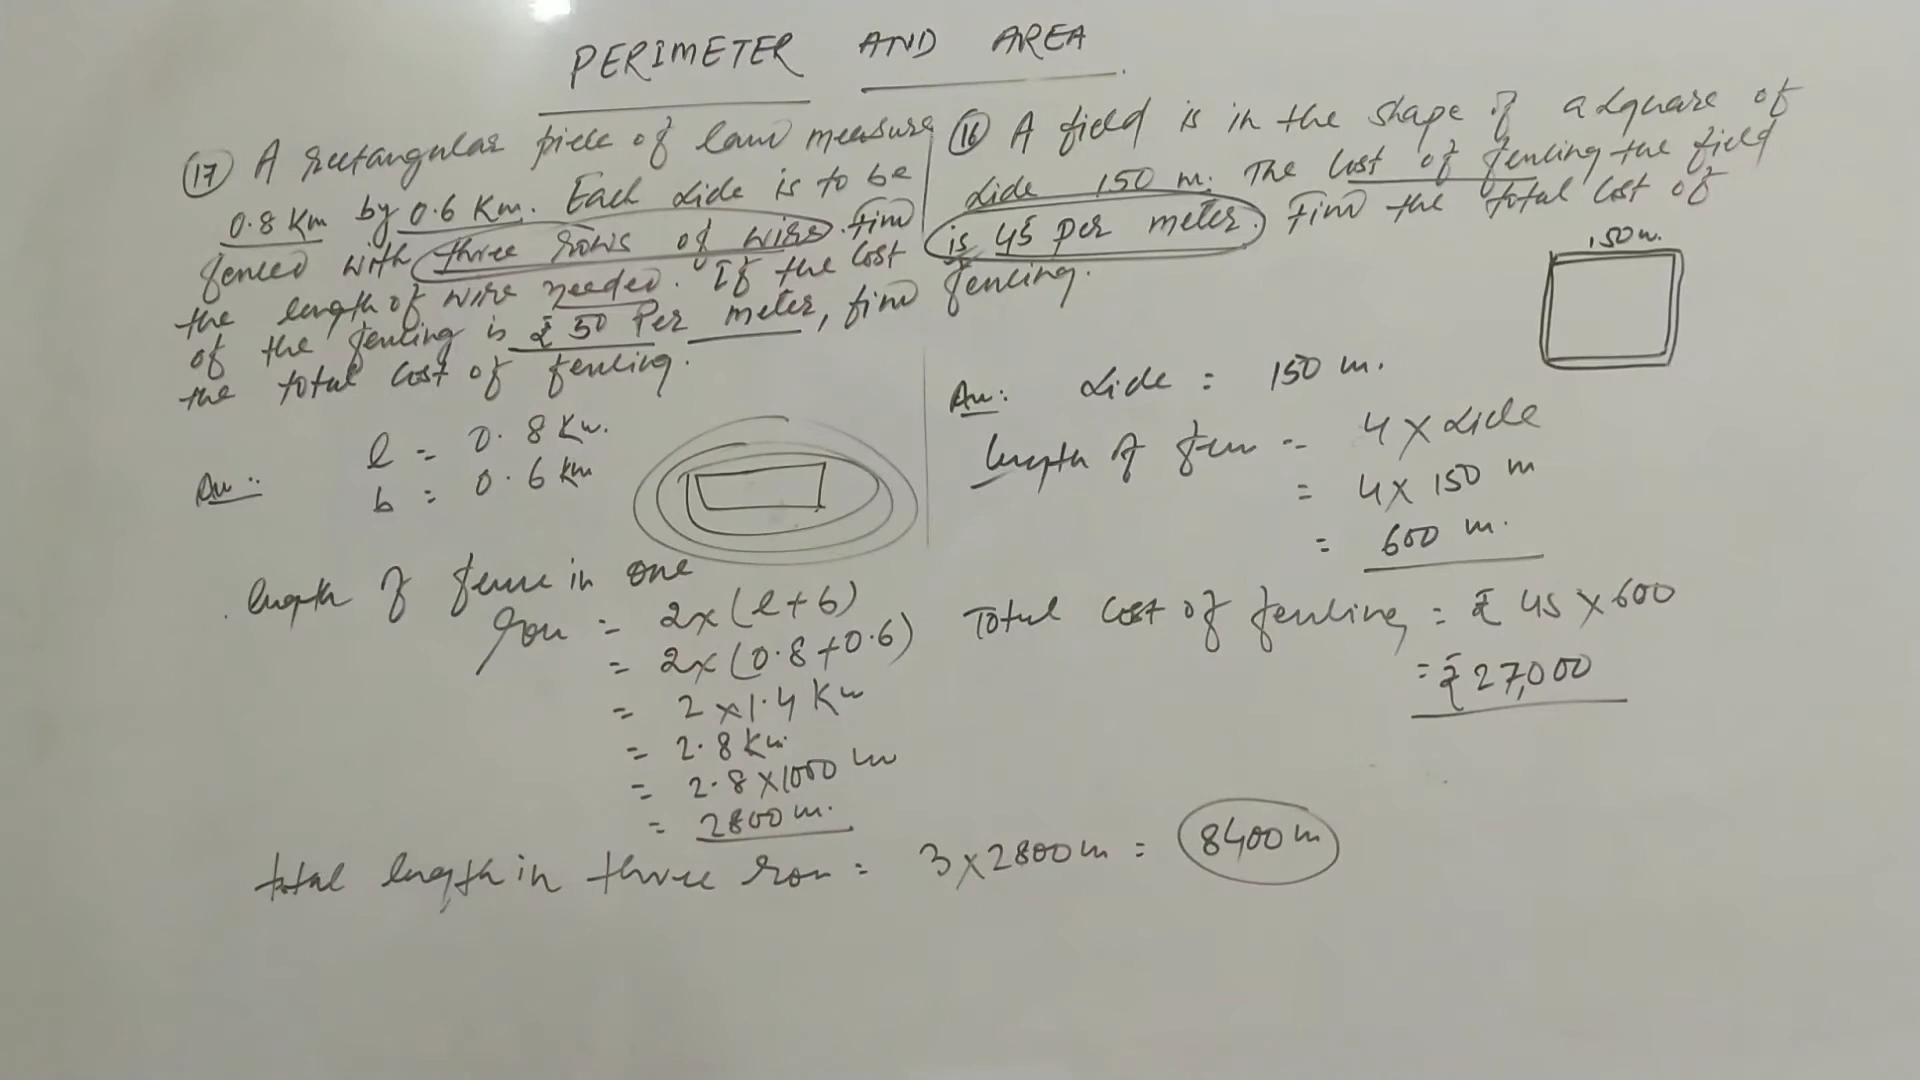 PERIMETER AND AREA
(17) A rectangular piece of land measure
0.8 Km by 0.6 Km. Each side is to be
fenced with three rows of wire. Find
the length of wire needed. If the cost
of the fencing is ₹ 50 Per meter, find
the total cost of fencing.
Ans: l = 0.8 Km.
b = 0.6 km
length of fence in one
row = 2x(l+b)
= 2x(0.8+0.6)
= 2x1.4 Km
= 2.8 Km
= 2.8x1000 m
= 2800 m.
total length in three row = 3x2800m = 8400 m
(16) A field is in the shape of a square of
side 150 m. The cost of fencing the field
is 45 per meter. Find the total cost of
fencing.
150 m.
Ans: side = 150 m.
length of fence = 4 x side
= 4 x 150 m
= 600 m.
Total cost of fencing = ₹ 45 x 600
= ₹ 27,000